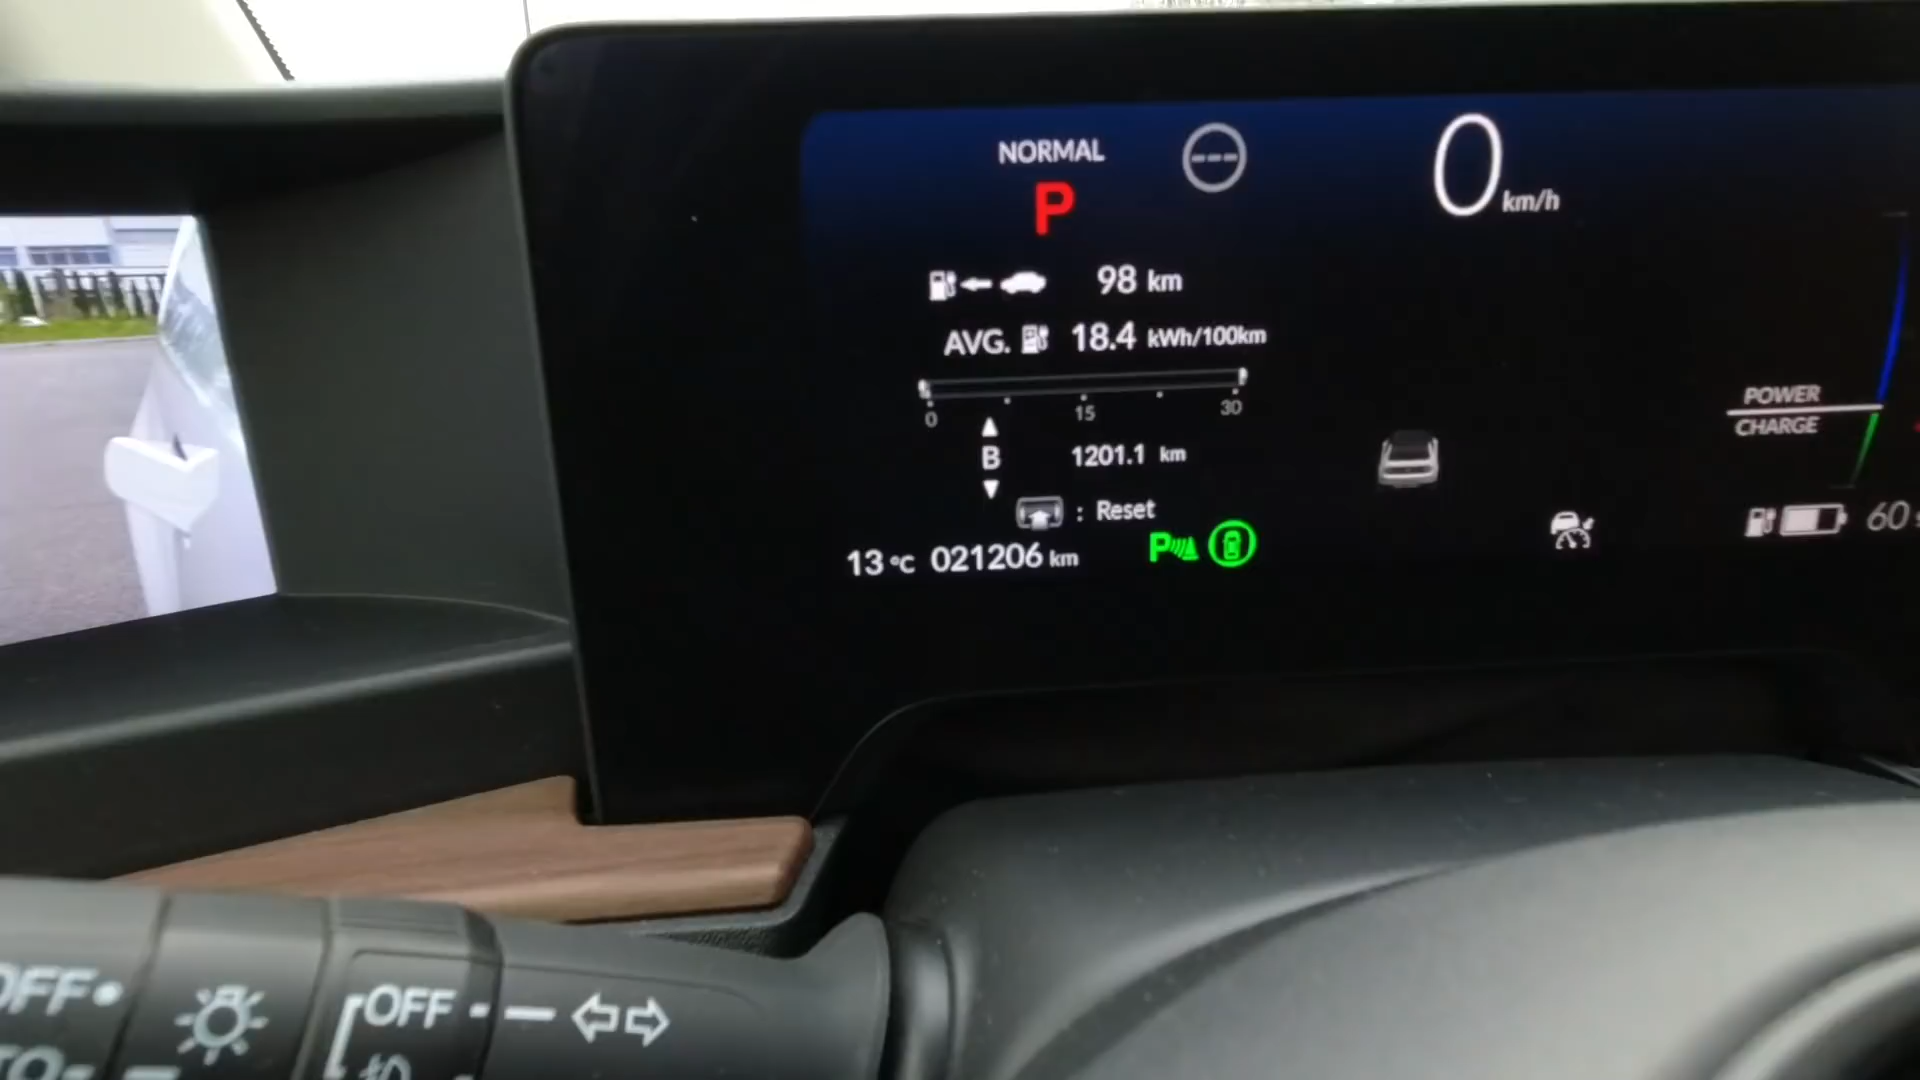 NORMAL
---
0 km/h
P
98 km
AVG. 18.4 kWh/100km
0 15 30
B 1201.1 km
: Reset
13 °C 021206 km
P
POWER
CHARGE
60
OFF
OFF